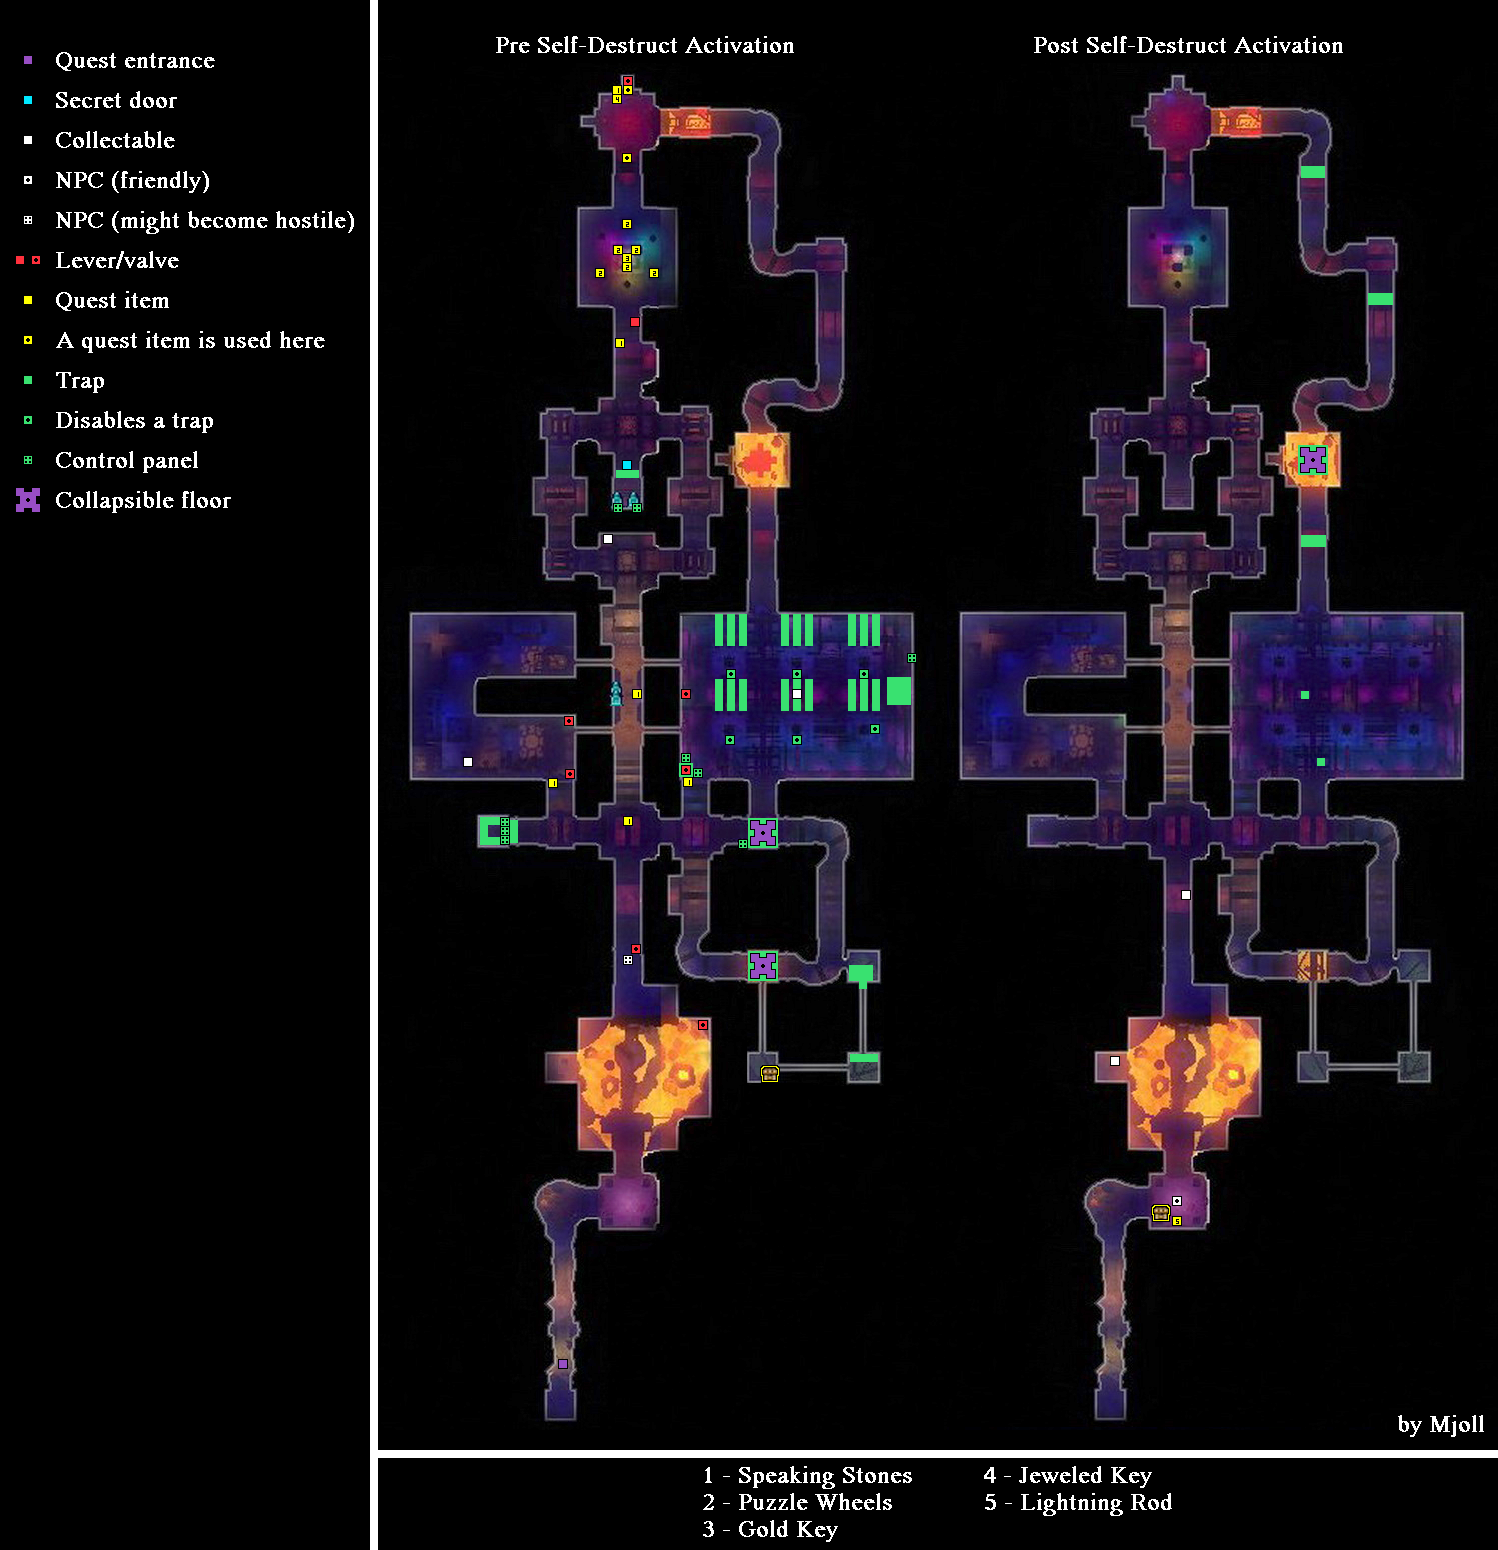 Pre Self-Destruct Activation
Post Self-Destruct Activation
Quest entrance
Secret door
Collectable
NPC (friendly)
NPC (might become hostile)
Lever/valve
Quest item
A quest item is used here
Trap
Disables a trap
Control panel
Collapsible floor
by Mjoll
1 - Speaking Stones
2 - Puzzle Wheels
3 - Gold Key
4 - Jeweled Key
5 - Lightning Rod